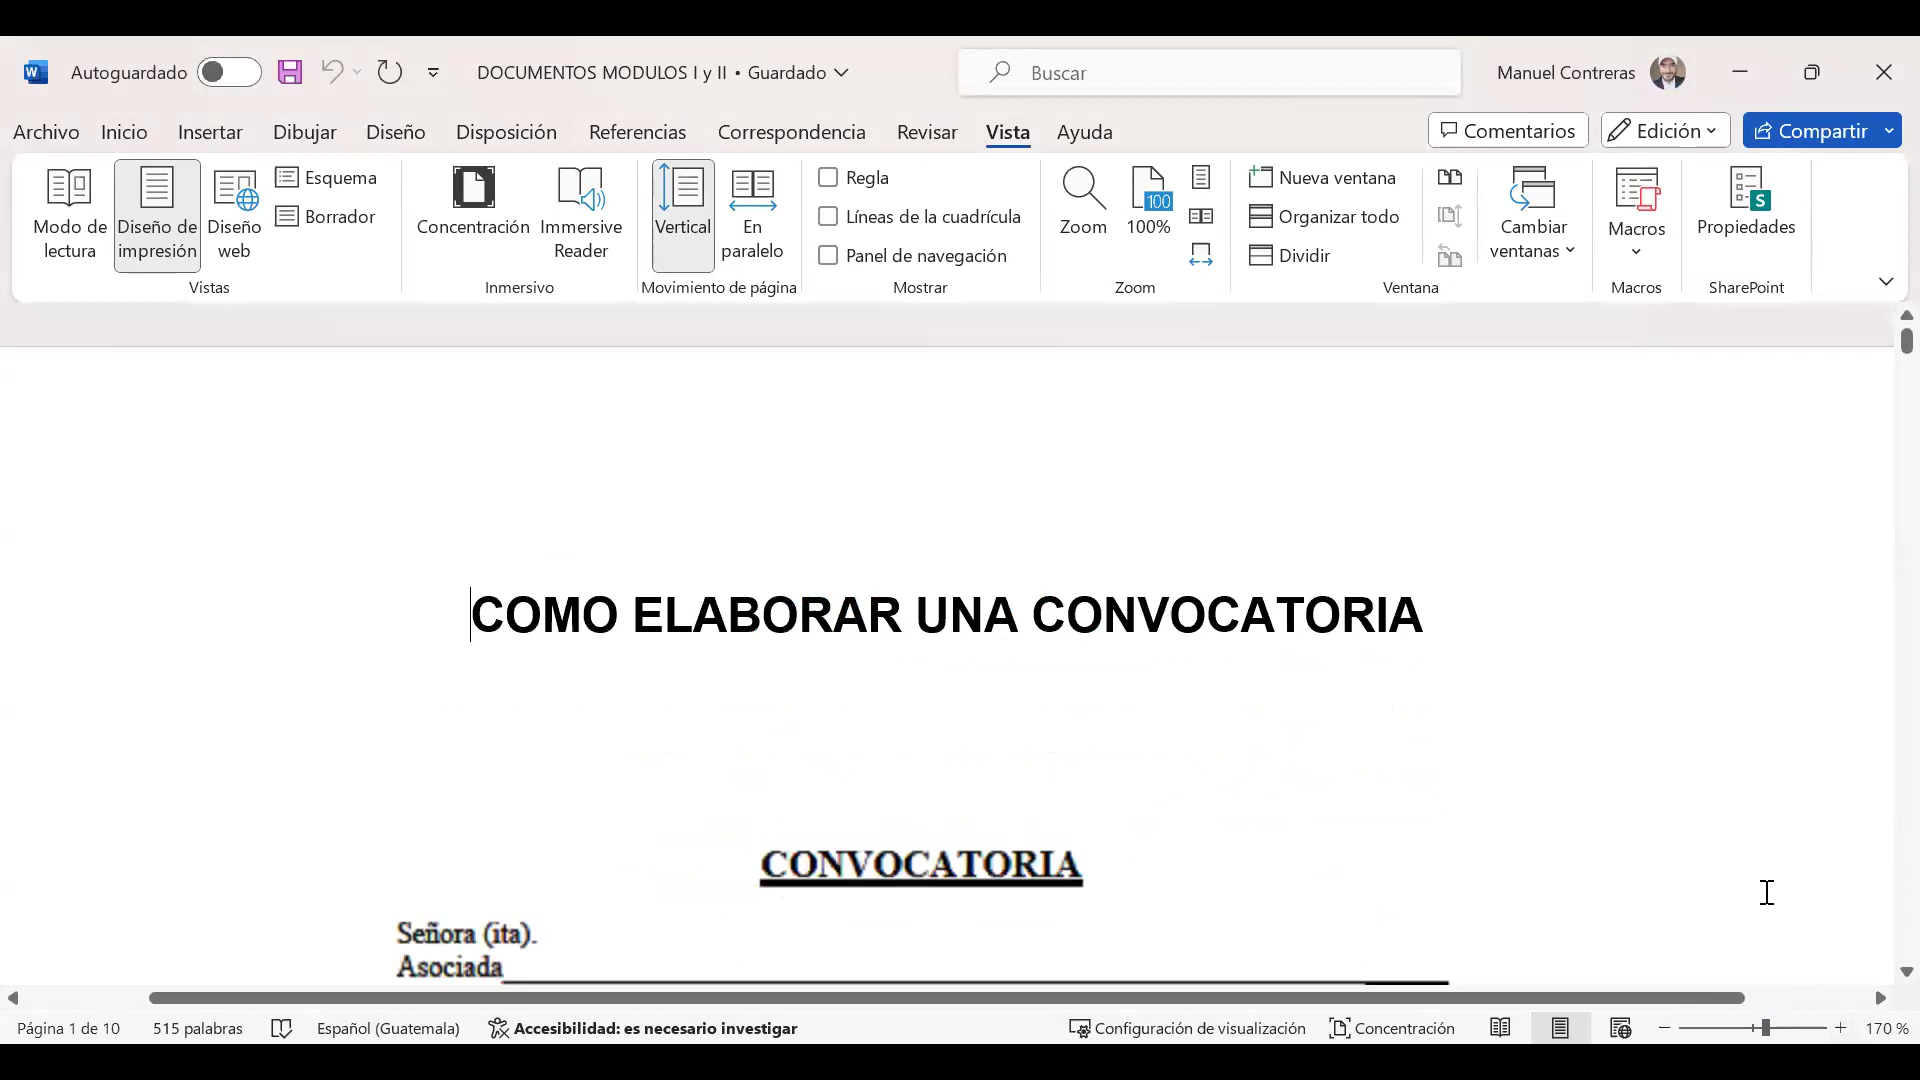 Autoguardado
DOCUMENTOS MODULOS I y II • Guardado
Buscar
Manuel Contreras
Archivo Inicio Insertar Dibujar Diseño Disposición Referencias Correspondencia Revisar Vista Ayuda
Comentarios Edición Compartir
Modo de lectura
Diseño de impresión
Diseño web
Esquema
Borrador
Vistas
Concentración
Immersive Reader
Inmersivo
Vertical
En paralelo
Movimiento de página
Regla
Líneas de la cuadrícula
Panel de navegación
Mostrar
Zoom
100
100%
Zoom
Nueva ventana
Organizar todo
Dividir
Cambiar ventanas
Ventana
Macros
Macros
S
Propiedades
SharePoint
COMO ELABORAR UNA CONVOCATORIA
CONVOCATORIA
Señora (ita).
Asociada
Página 1 de 10 515 palabras Español (Guatemala) Accesibilidad: es necesario investigar Configuración de visualización Concentración 170 %